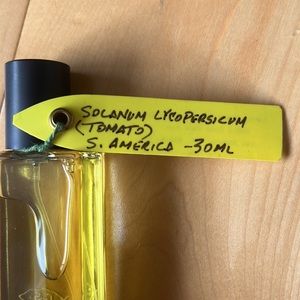 SOLANUM LYCOPERSICUM
(TOMATO)
S. AMERICA -30ML